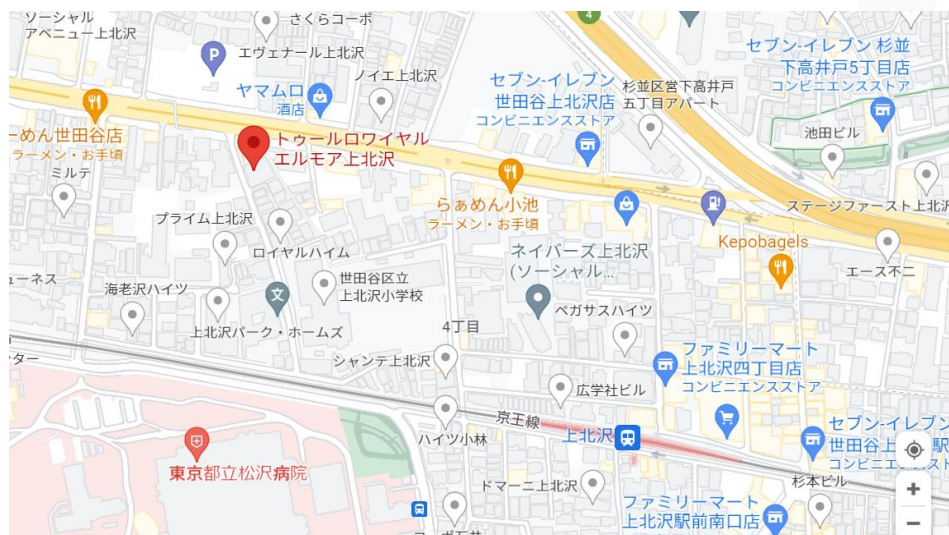 ソーシャル
アベニュー上北沢
さくらコーポ
4
P
エヴェナール上北沢
ノイエ上北沢
ヤマムロ
酒店
セブン-イレブン
世田谷上北沢店
コンビニエンスストア
杉並区営下高井戸
五丁目アパート
セブン-イレブン 杉並
下高井戸5丁目店
コンビニエンスストア
池田ビル
ーめん世田谷店
ラーメン・お手頃
ミルテ
トゥールロワイヤル
エルモア上北沢
らぁめん小池
ラーメン・お手頃
ステージファースト上北沢
プライム上北沢
ロイヤルハイム
ネイバーズ上北沢
(ソーシャル...
Kepobagels
エース不二
ューネス
海老沢ハイツ
文
世田谷区立
上北沢小学校
上北沢パーク・ホームズ
ペガサスハイツ
4丁目
ンター
シャンテ上北沢
ファミリーマート
上北沢四丁目店
コンビニエンスストア
広学社ビル
京王線
ハイツ小林
上北沢
セブン-イレブン
世田谷上
駅
コンビニエ
スト
東京都立松沢病院
ドマーニ上北沢
杉本ビル
ファミリーマート
上北沢駅前南口店